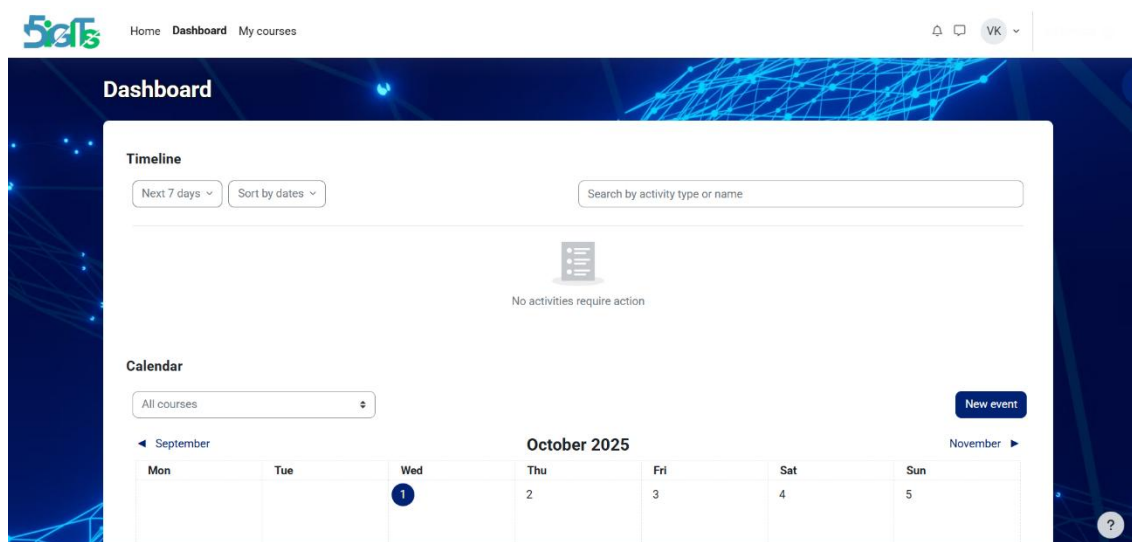 5GIoTs
Home Dashboard My courses
VK
Dashboard
Timeline
Next 7 days Sort by dates Search by activity type or name
No activities require action
Calendar
All courses New event
◄ September October 2025 November ►
Mon Tue Wed Thu Fri Sat Sun
1 2 3 4 5
?